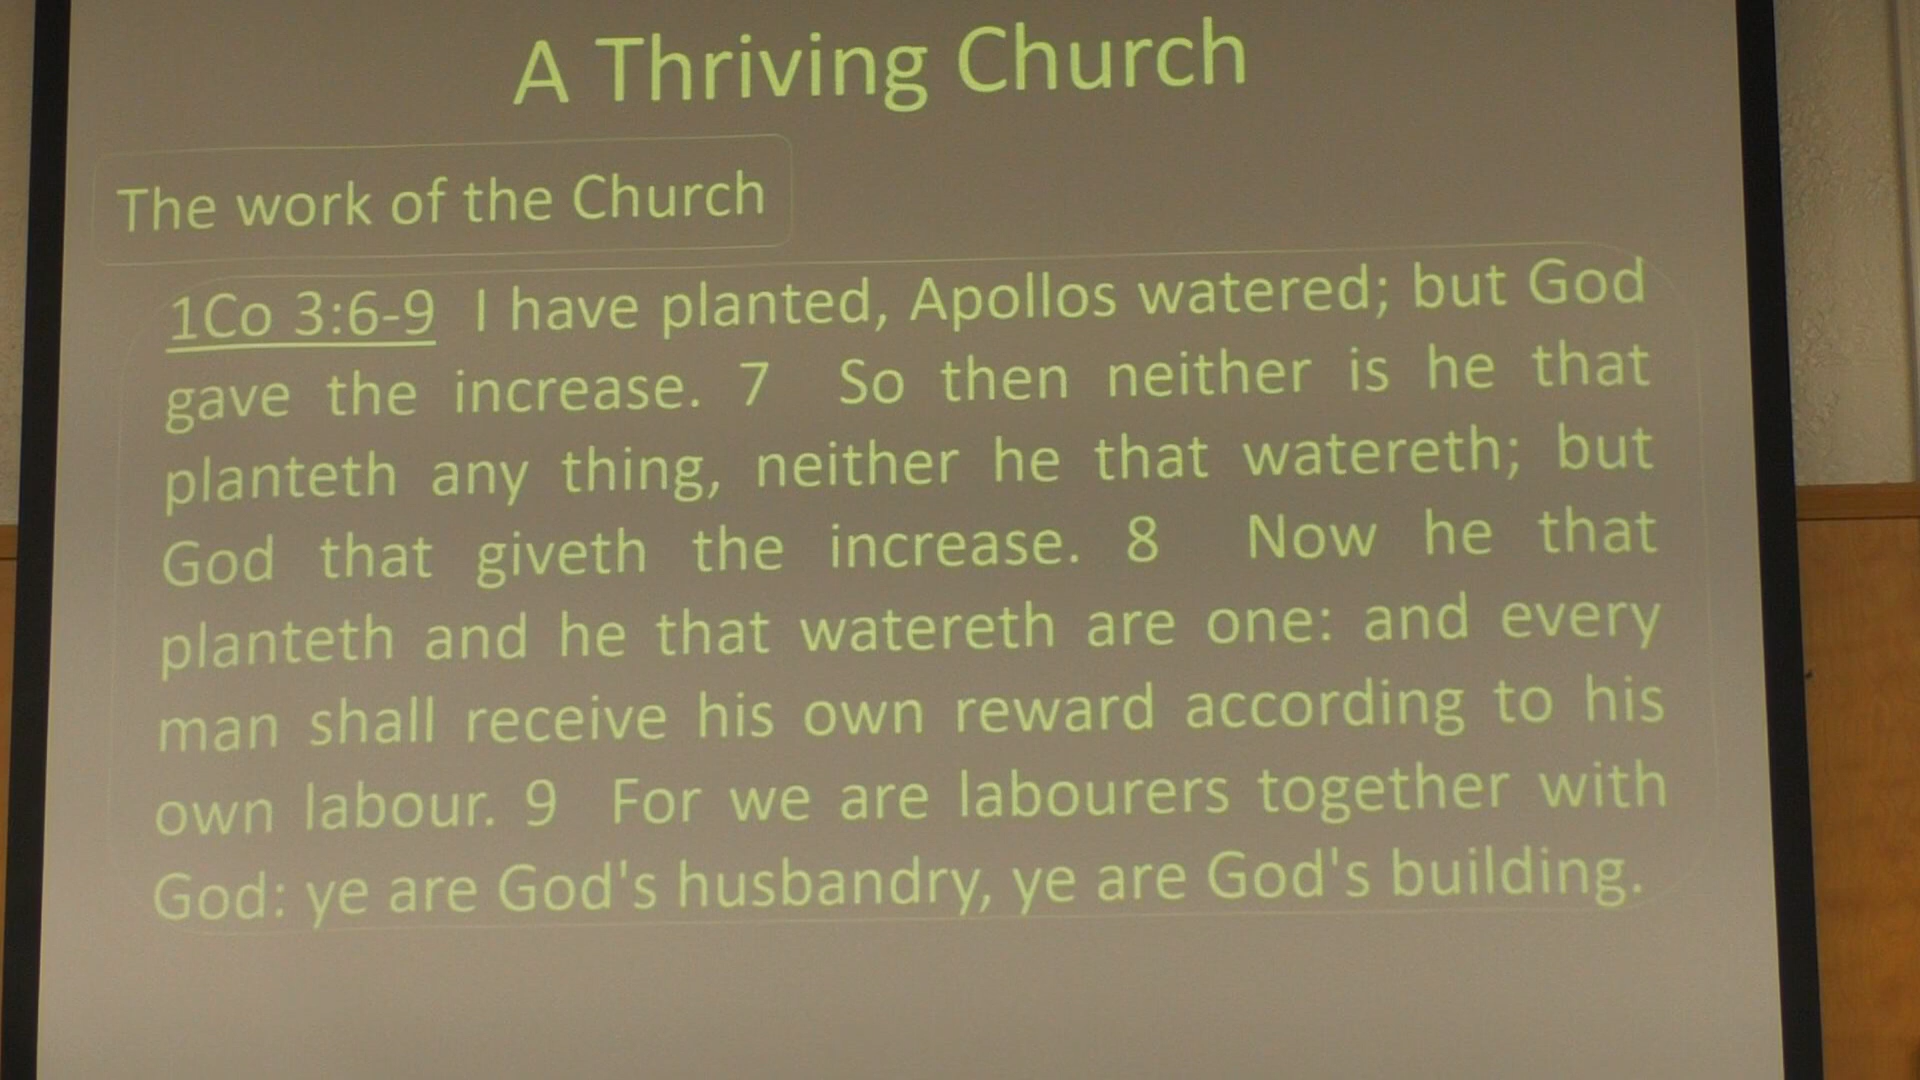 A Thriving Church
The work of the Church
1Co 3:6-9 I have planted, Apollos watered; but God
gave the increase. 7 So then neither is he that
planteth any thing, neither he that watereth; but
God that giveth the increase. 8 Now he that
planteth and he that watereth are one: and every
man shall receive his own reward according to his
own labour. 9 For we are labourers together with
God: ye are God's husbandry, ye are God's building.